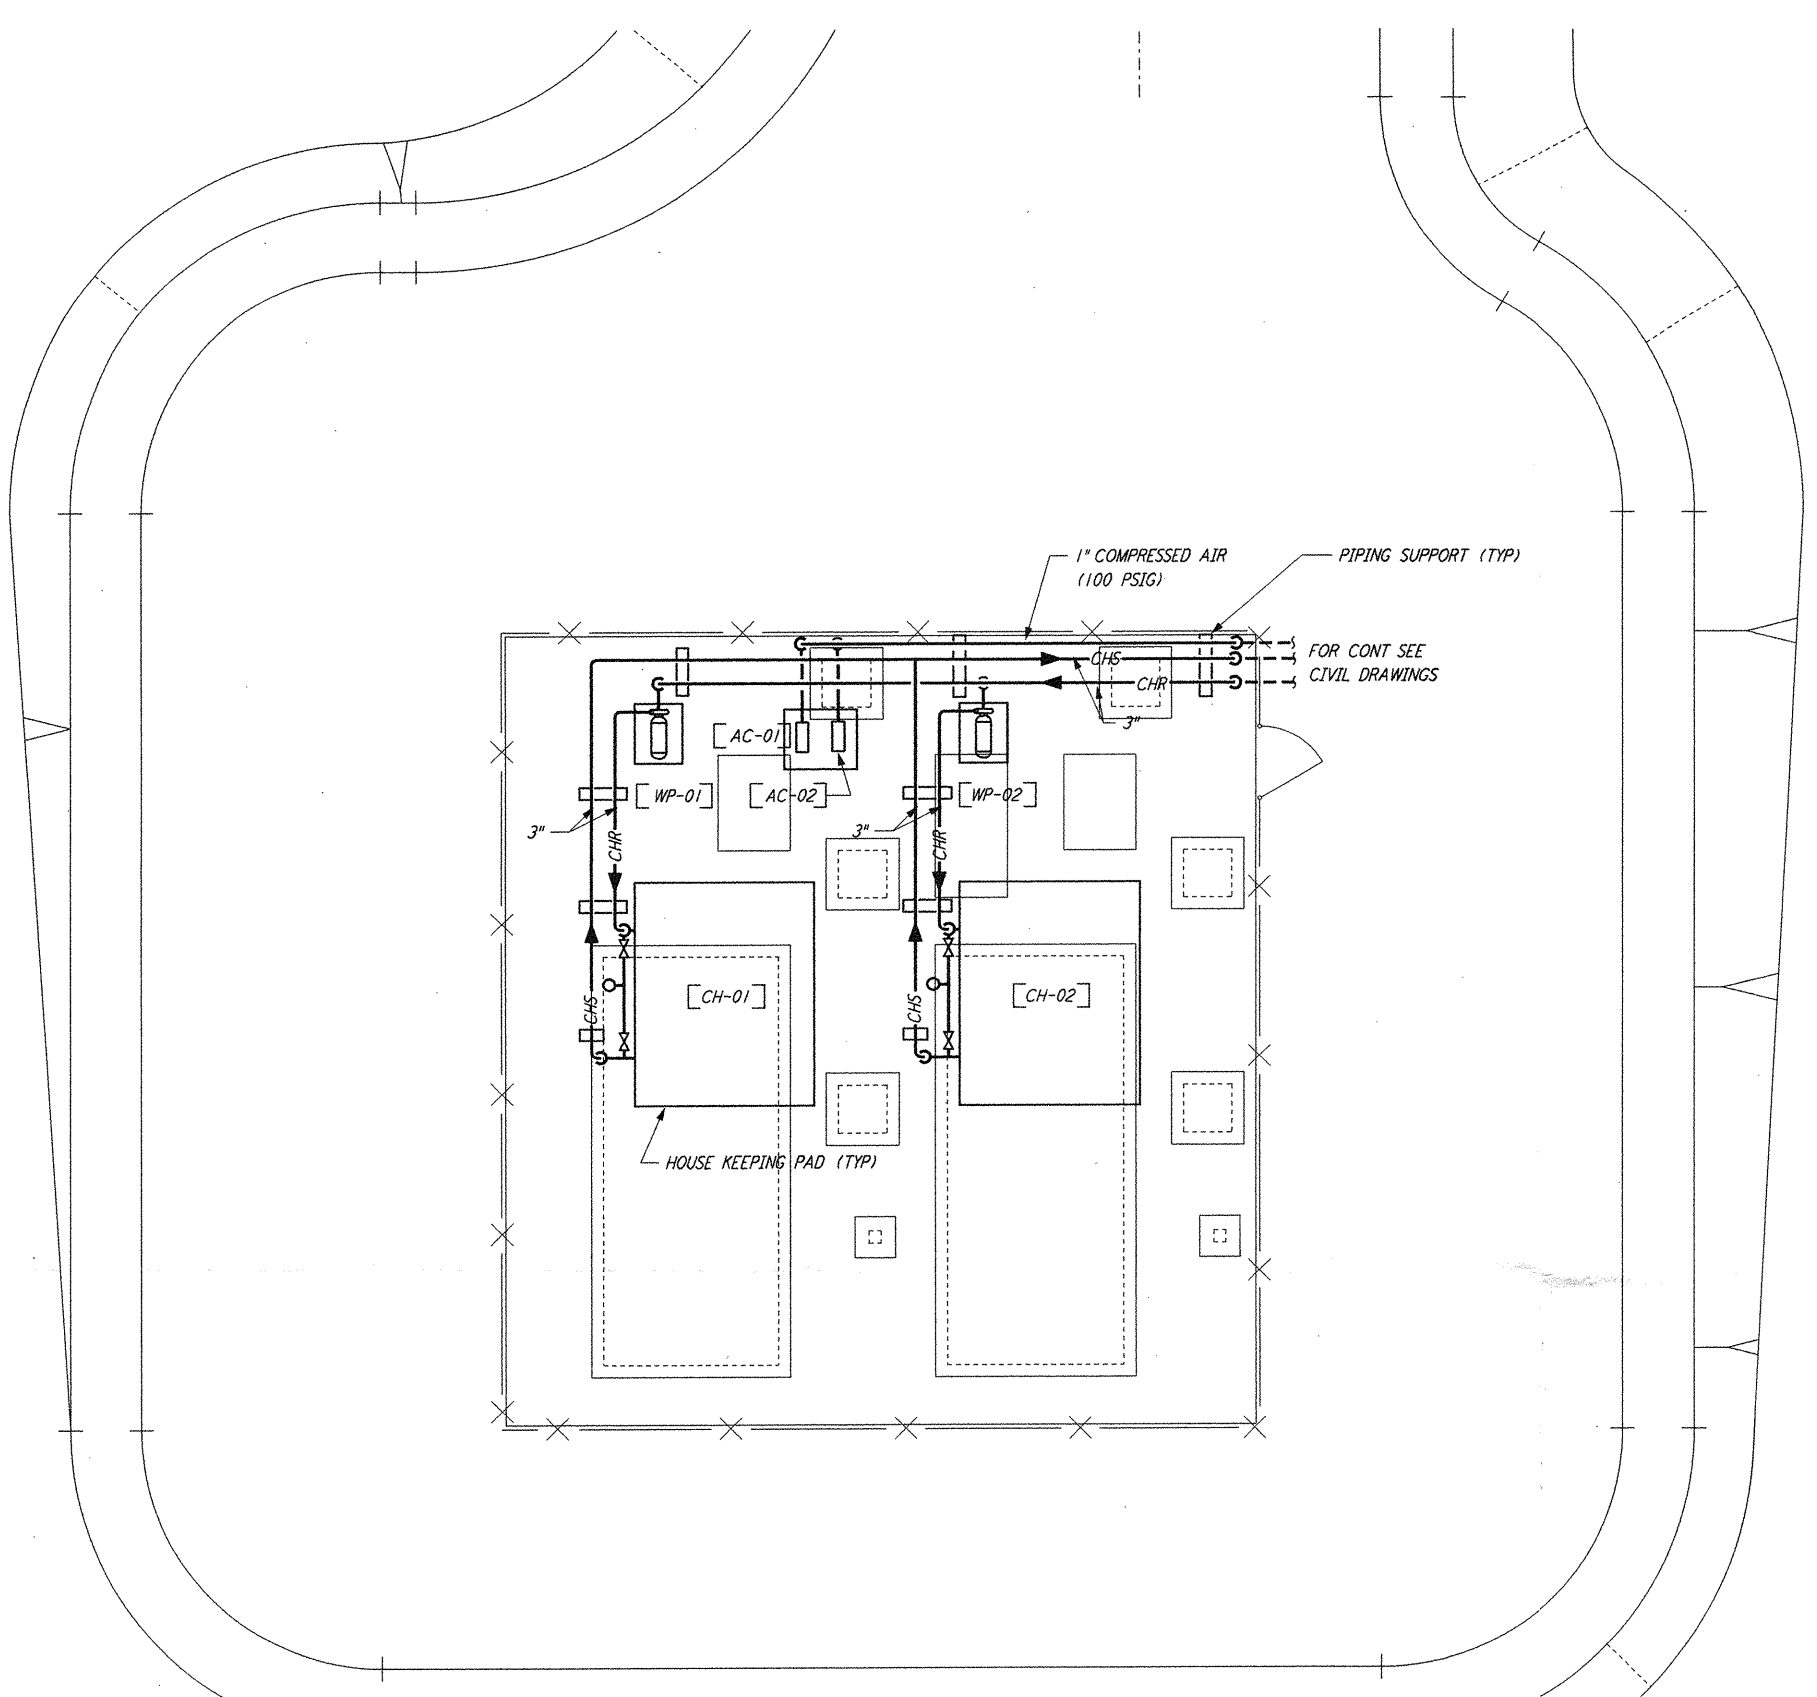 1" COMPRESSED AIR
(100 PSIG)
PIPING SUPPORT (TYP)
FOR CONT SEE
CIVIL DRAWINGS
CHS
CHR
3"
AC-01
WP-01
AC-02
WP-02
3"
3"
CHR
CHR
CH-01
CH-02
CHS
CHS
HOUSE KEEPING PAD (TYP)